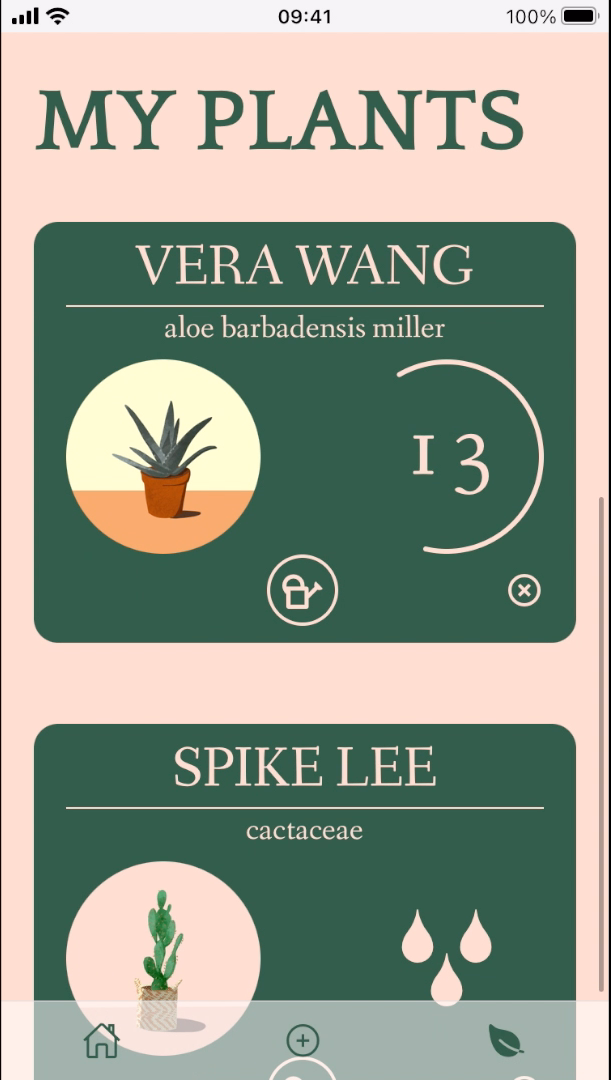 09:41
100%
MY PLANTS
VERA WANG
aloe barbadensis miller
13
SPIKE LEE
cactaceae